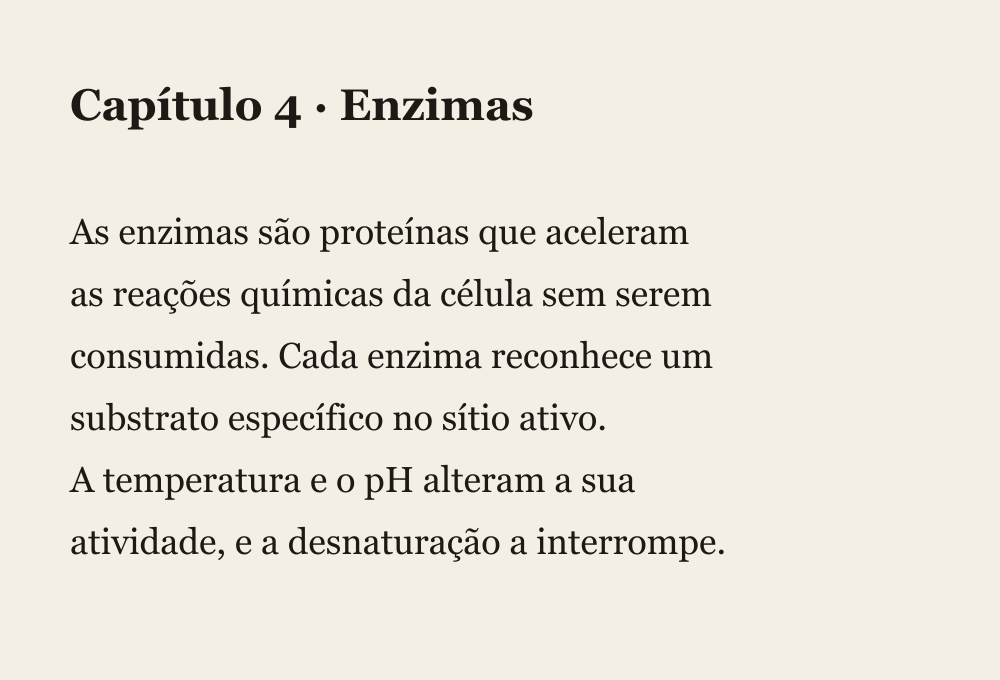 Capítulo 4 · Enzimas
As enzimas são proteínas que aceleram
as reações químicas da célula sem serem
consumidas. Cada enzima reconhece um
substrato específico no sítio ativo.
A temperatura e o pH alteram a sua
atividade, e a desnaturação a interrompe.